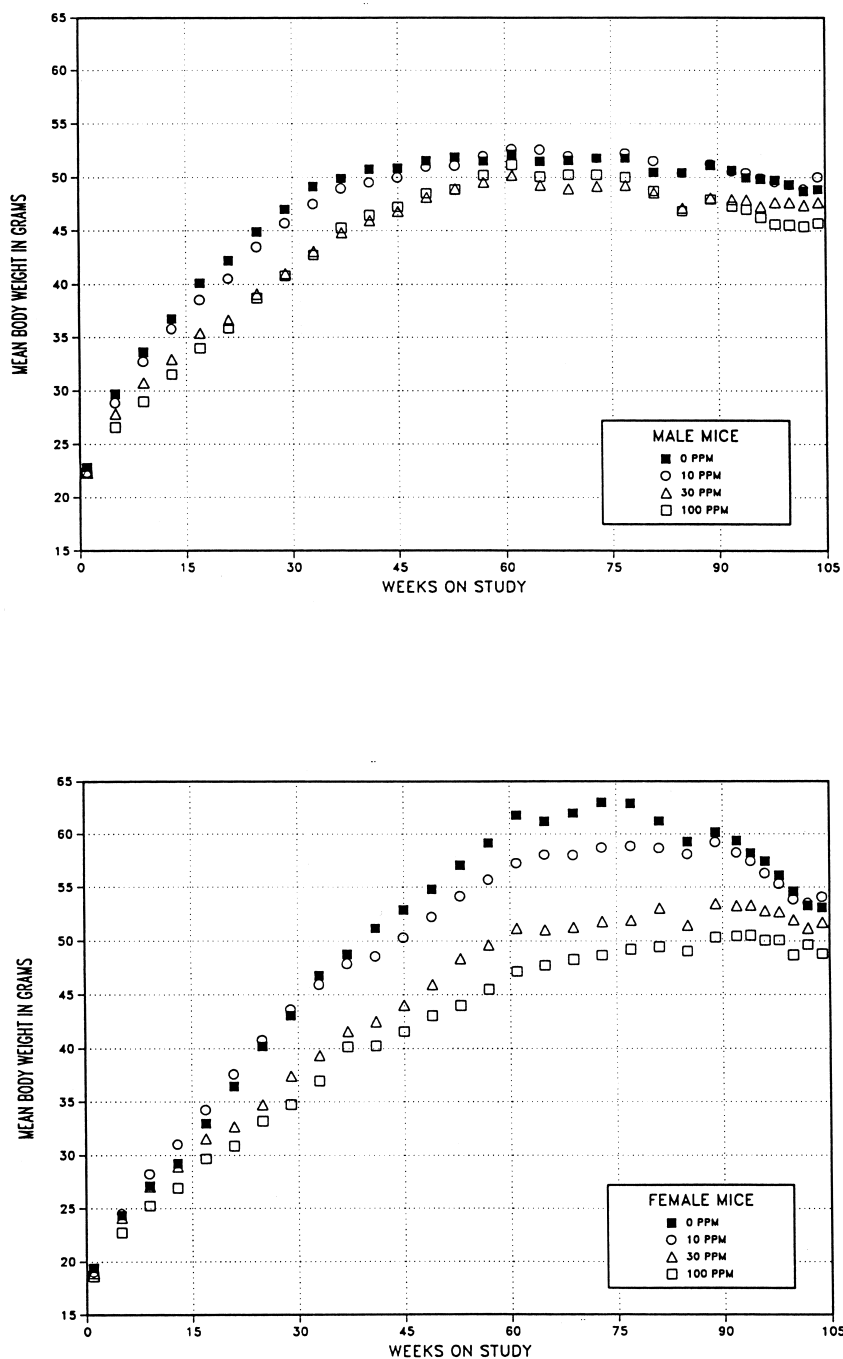 65
60
55
50
45
40
35
30
25
20
15
MEAN BODY WEIGHT IN GRAMS
MALE MICE
0 PPM
10 PPM
30 PPM
100 PPM
0 15 30 45 60 75 90 105
WEEKS ON STUDY
65
60
55
50
45
40
35
30
25
20
15
MEAN BODY WEIGHT IN GRAMS
FEMALE MICE
0 PPM
10 PPM
30 PPM
100 PPM
0 15 30 45 60 75 90 105
WEEKS ON STUDY